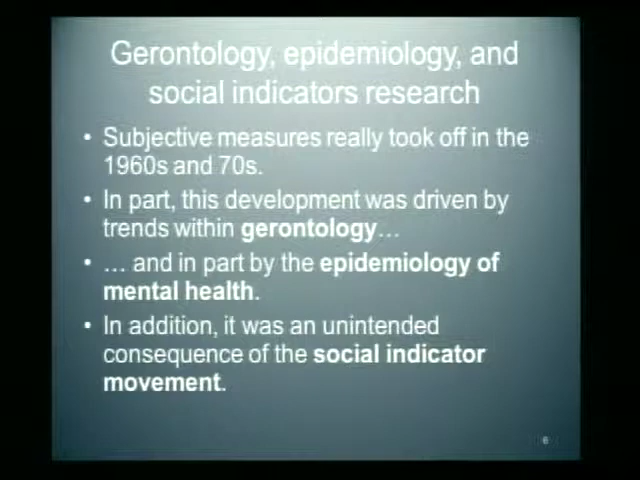 Gerontology, epidemiology, and
social indicators research
• Subjective measures really took off in the
1960s and 70s.
• In part, this development was driven by
trends within gerontology…
• … and in part by the epidemiology of
mental health.
• In addition, it was an unintended
consequence of the social indicator
movement.
6